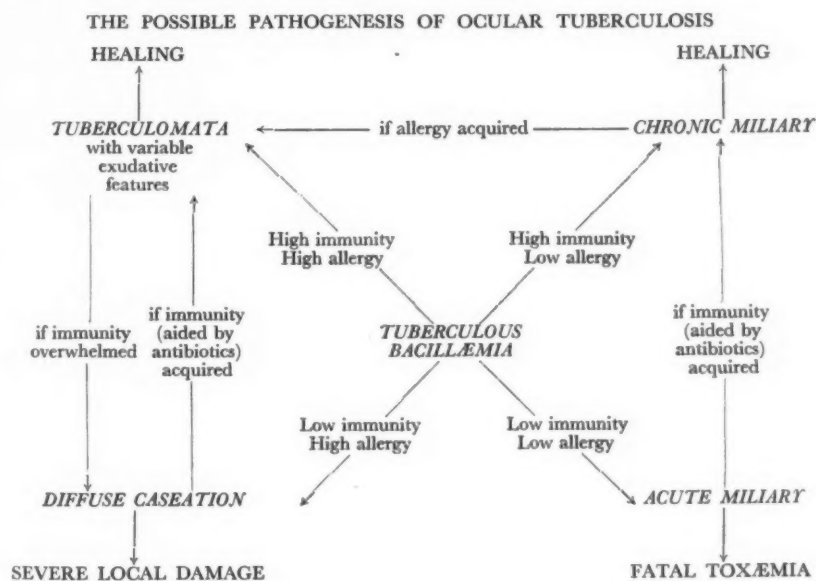 THE POSSIBLE PATHOGENESIS OF OCULAR TUBERCULOSIS
HEALING
HEALING
TUBERCULOMATA
with variable
exudative
features
if allergy acquired
CHRONIC MILIARY
High immunity
High allergy
High immunity
Low allergy
if immunity
overwhelmed
if immunity
(aided by
antibiotics)
acquired
TUBERCULOUS
BACILLÆMIA
if immunity
(aided by
antibiotics)
acquired
Low immunity
High allergy
Low immunity
Low allergy
DIFFUSE CASEATION
ACUTE MILIARY
SEVERE LOCAL DAMAGE
FATAL TOXÆMIA